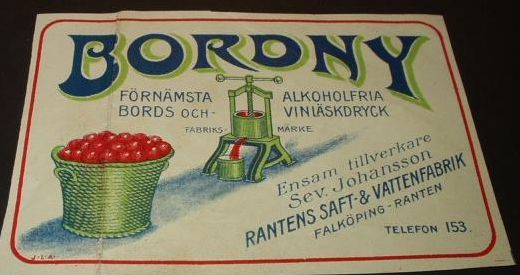 BORDNY
FÖRNÄMSTA ALKOHOLFRIA
BORDS OCH- VINLÄSKDRYCK
FABRIKS- MÄRKE
Ensam tillverkare
Sev. Johansson
RANTENS SAFT- & VATTENFABRIK
FALKÖPING - RANTEN
TELEFON 153.
J.L.A.